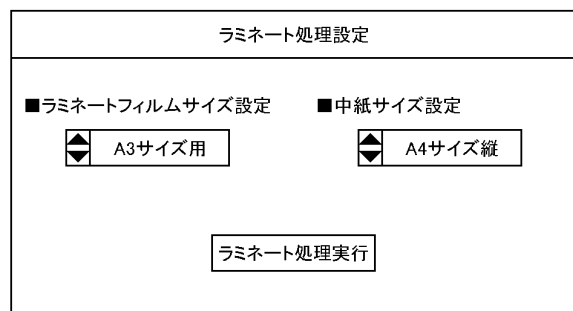 ラミネート処理設定
■ラミネートフィルムサイズ設定
■中紙サイズ設定
A3サイズ用
A4サイズ縦
ラミネート処理実行